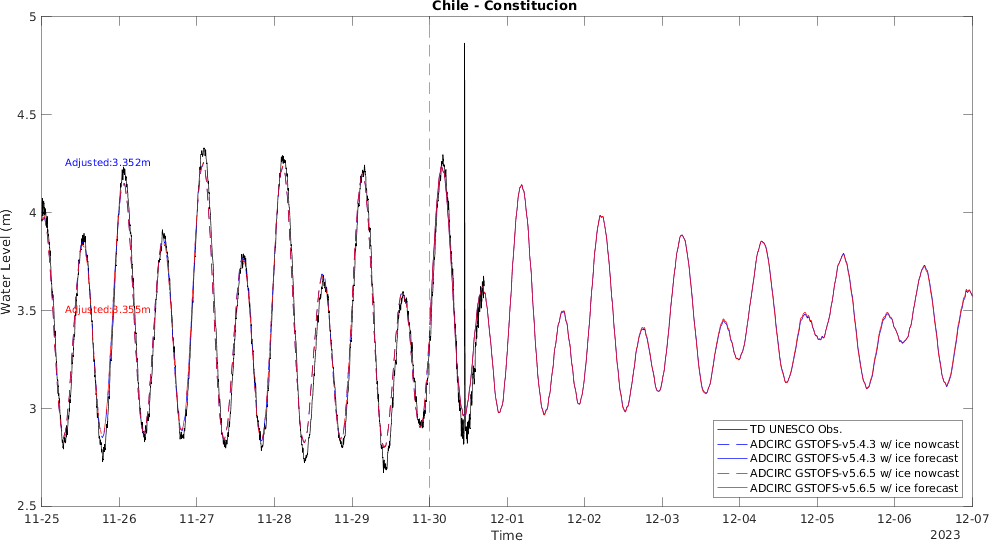 Chile - Constitucion
Water Level (m)
5
4.5
4
3.5
3
2.5
Adjusted:3.352m
Adjusted:3.355m
TD UNESCO Obs.
ADCIRC GSTOFS-v5.4.3 w/ ice nowcast
ADCIRC GSTOFS-v5.4.3 w/ ice forecast
ADCIRC GSTOFS-v5.6.5 w/ ice nowcast
ADCIRC GSTOFS-v5.6.5 w/ ice forecast
11-25 11-26 11-27 11-28 11-29 11-30 12-01 12-02 12-03 12-04 12-05 12-06 12-07
Time
2023